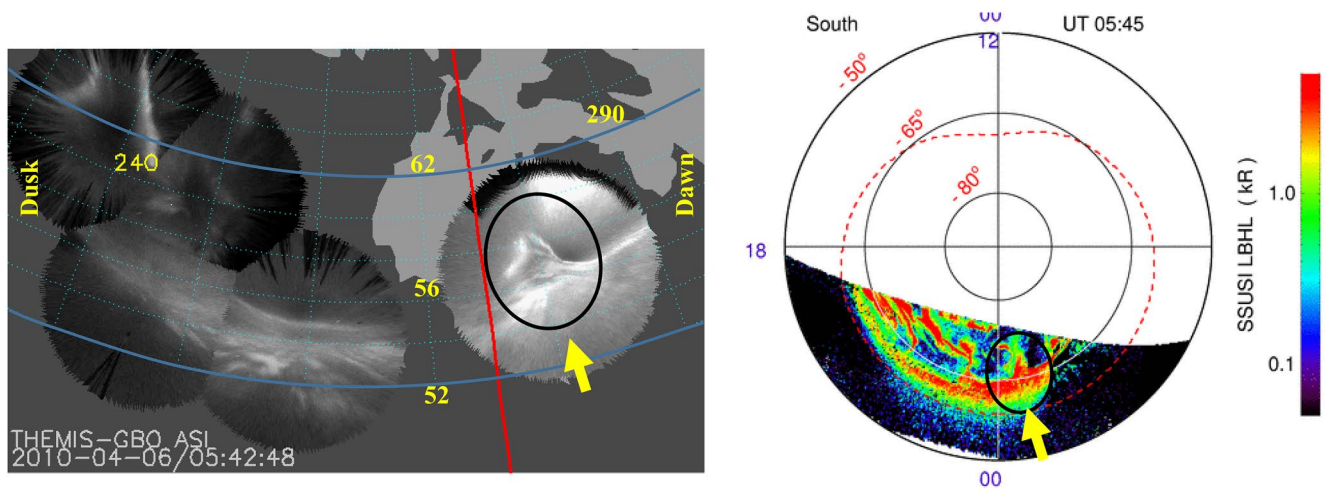 Dusk
240
62
290
Dawn
56
52
THEMIS-GBO ASI
2010-04-06/05:42:48
South
00
UT 05:45
12
-50°
-65°
-80°
18
00
SSUSI LBHL ( kR )
1.0
0.1